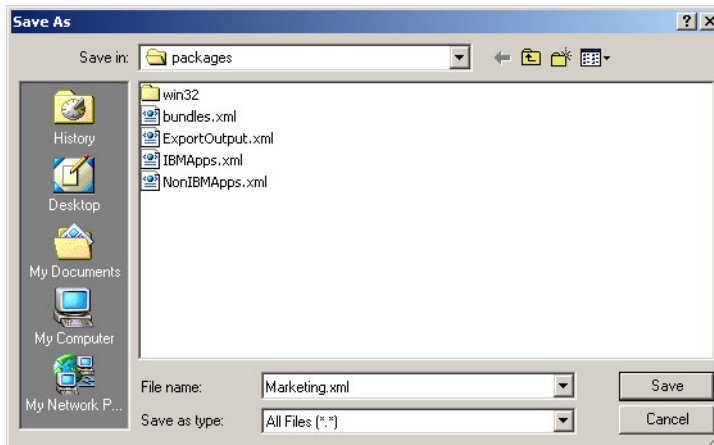 Save As
? X
Save in: packages
win32
bundles.xml
ExportOutput.xml
IBMApps.xml
NonIBMApps.xml
History
Desktop
My Documents
My Computer
My Network P...
File name: Marketing.xml Save
Save as type: All Files (*.*) Cancel